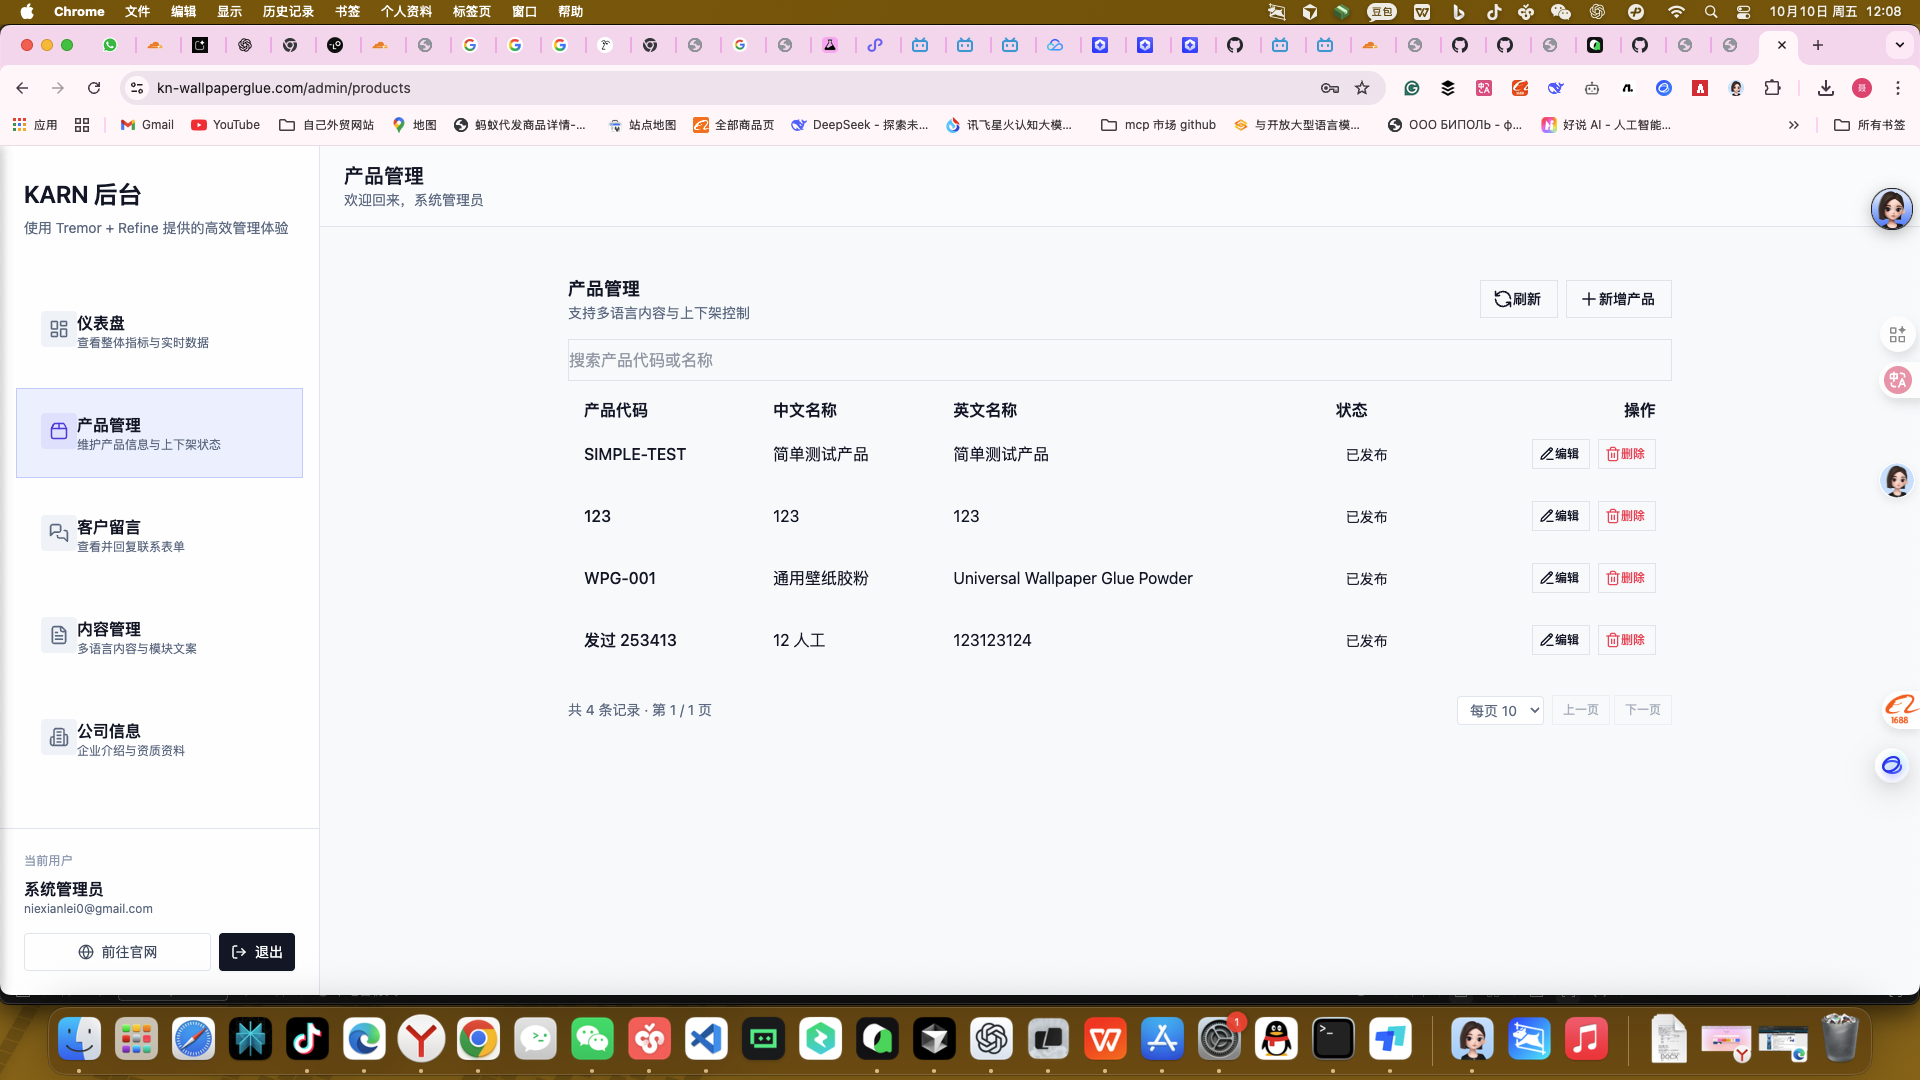 Chrome 文件 编辑 显示 历史记录 书签 个人资料 标签页 窗口 帮助 豆包 10月10日 周五 12:08
kn-wallpaperglue.com/admin/products
应用 Gmail YouTube 自己外贸网站 地图 蚂蚁代发商品详情-... 站点地图 全部商品页 DeepSeek - 探索未... 讯飞星火认知大模... mcp 市场 github 与开放大型语言模... ООО БИПОЛЬ - ф... 好说 AI - 人工智能... 所有书签
KARN 后台
使用 Tremor + Refine 提供的高效管理体验
仪表盘
查看整体指标与实时数据
产品管理
维护产品信息与上下架状态
客户留言
查看并回复联系表单
内容管理
多语言内容与模块文案
公司信息
企业介绍与资质资料
当前用户
系统管理员
niexianlei0@gmail.com
前往官网 退出
产品管理
欢迎回来，系统管理员
产品管理
支持多语言内容与上下架控制
刷新 新增产品
搜索产品代码或名称
产品代码 中文名称 英文名称 状态 操作
SIMPLE-TEST 简单测试产品 简单测试产品 已发布 编辑 删除
123 123 123 已发布 编辑 删除
WPG-001 通用壁纸胶粉 Universal Wallpaper Glue Powder 已发布 编辑 删除
发过 253413 12 人工 123123124 已发布 编辑 删除
共 4 条记录 · 第 1 / 1 页 每页 10 上一页 下一页
1688
1
DOCX